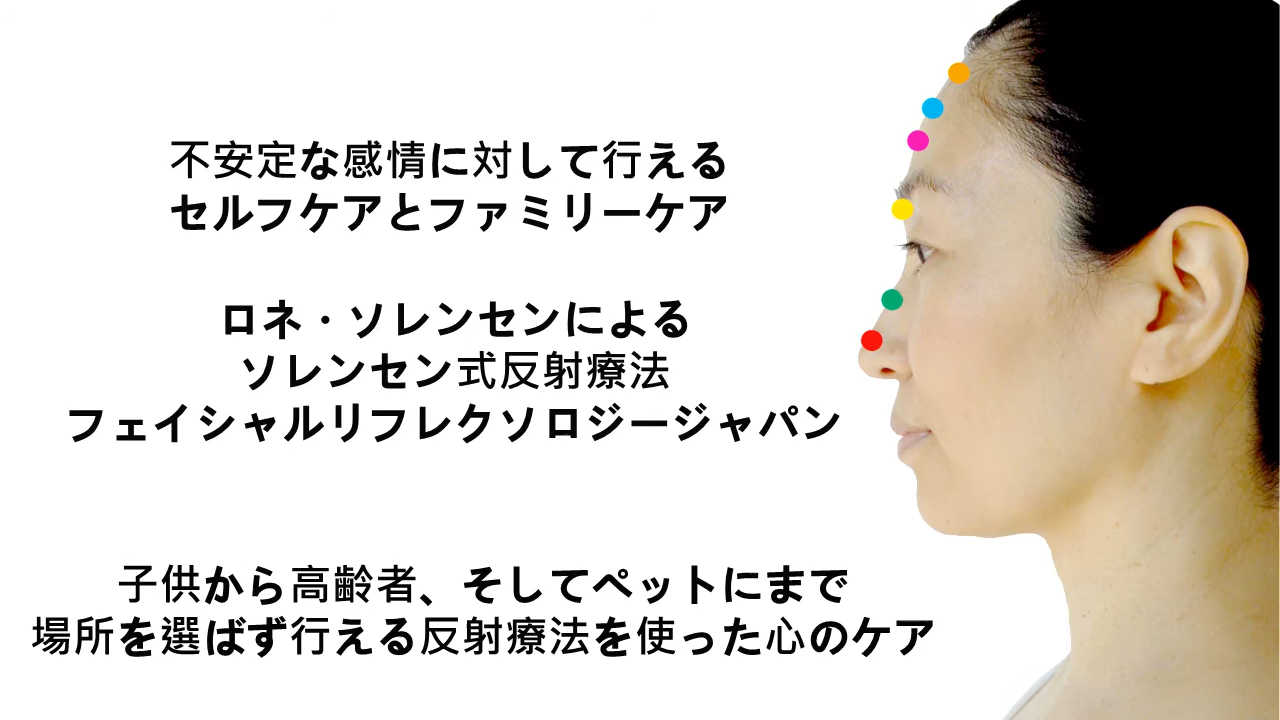 不安定な感情に対して行える
セルフケアとファミリーケア
ロネ・ソレンセンによる
ソレンセン式反射療法
フェイシャルリフレクソロジージャパン
子供から高齢者、そしてペットにまで
場所を選ばず行える反射療法を使った心のケア